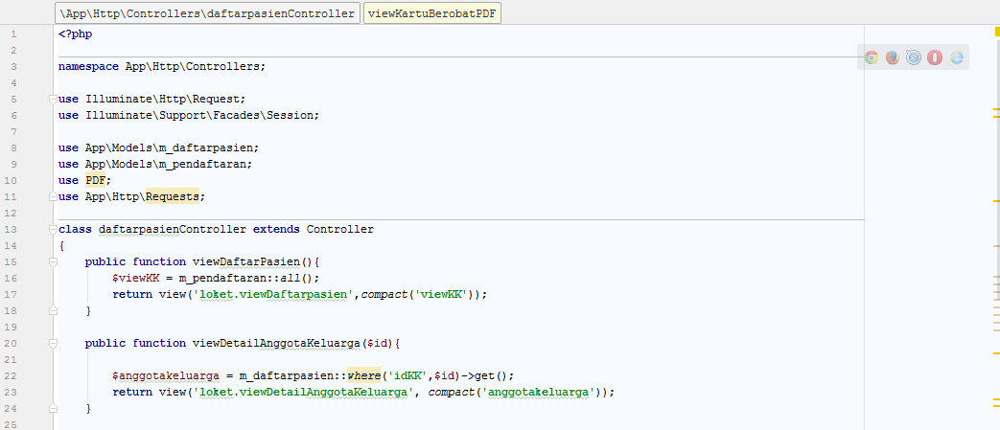 \App\Http\Controllers\daftarpasienController viewKartuBerobatPDF
1 <?php
2
3 namespace App\Http\Controllers;
4
5 use Illuminate\Http\Request;
6 use Illuminate\Support\Facades\Session;
7
8 use App\Models\m_daftarpasien;
9 use App\Models\m_pendaftaran;
10 use PDF;
11 use App\Http\Requests;
12
13 class daftarpasienController extends Controller
14 {
15     public function viewDaftarPasien(){
16         $viewKK = m_pendaftaran::all();
17         return view('loket.viewDaftarpasien',compact('viewKK'));
18     }
19
20     public function viewDetailAnggotaKeluarga($id){
21
22         $anggotakeluarga = m_daftarpasien::where('idKK',$id)->get();
23         return view('loket.viewDetailAnggotaKeluarga', compact('anggotakeluarga'));
24     }
25